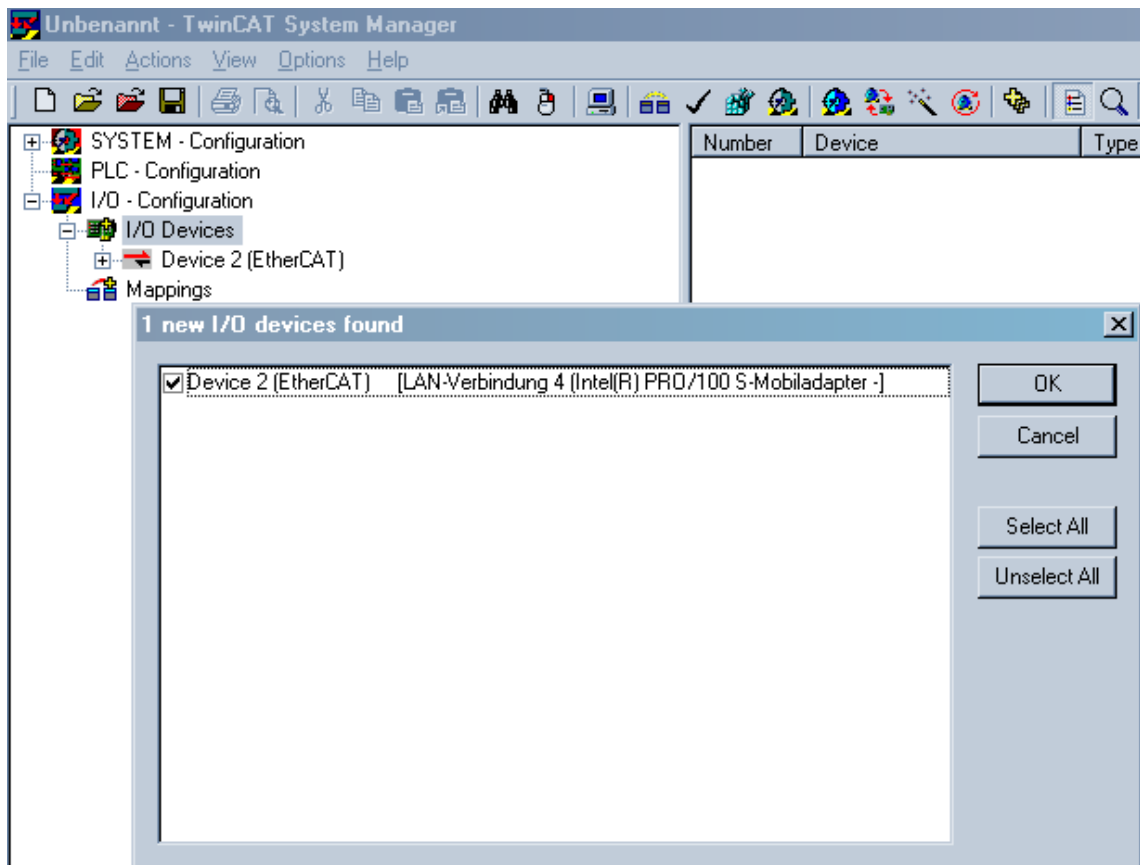 Unbenannt - TwinCAT System Manager
File Edit Actions View Options Help
SYSTEM - Configuration
PLC - Configuration
I/O - Configuration
I/O Devices
Device 2 (EtherCAT)
Mappings
Number Device Type
1 new I/O devices found
Device 2 (EtherCAT) [LAN-Verbindung 4 (Intel(R) PRO/100 S-Mobiladapter -]
OK
Cancel
Select All
Unselect All